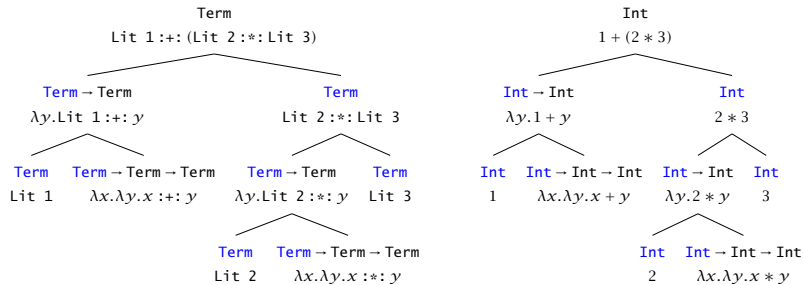 Term Int
Lit 1 :+: (Lit 2 :*: Lit 3) 1 + (2 ∗ 3)
Term → Term Term Int → Int Int
λy.Lit 1 :+: y Lit 2 :*: Lit 3 λy.1 + y 2 ∗ 3
Term Term → Term → Term Term → Term Term Int Int → Int → Int Int → Int Int
Lit 1 λx.λy.x :+: y λy.Lit 2 :*: y Lit 3 1 λx.λy.x + y λy.2 ∗ y 3
Term Term → Term → Term Int Int → Int → Int
Lit 2 λx.λy.x :*: y 2 λx.λy.x ∗ y